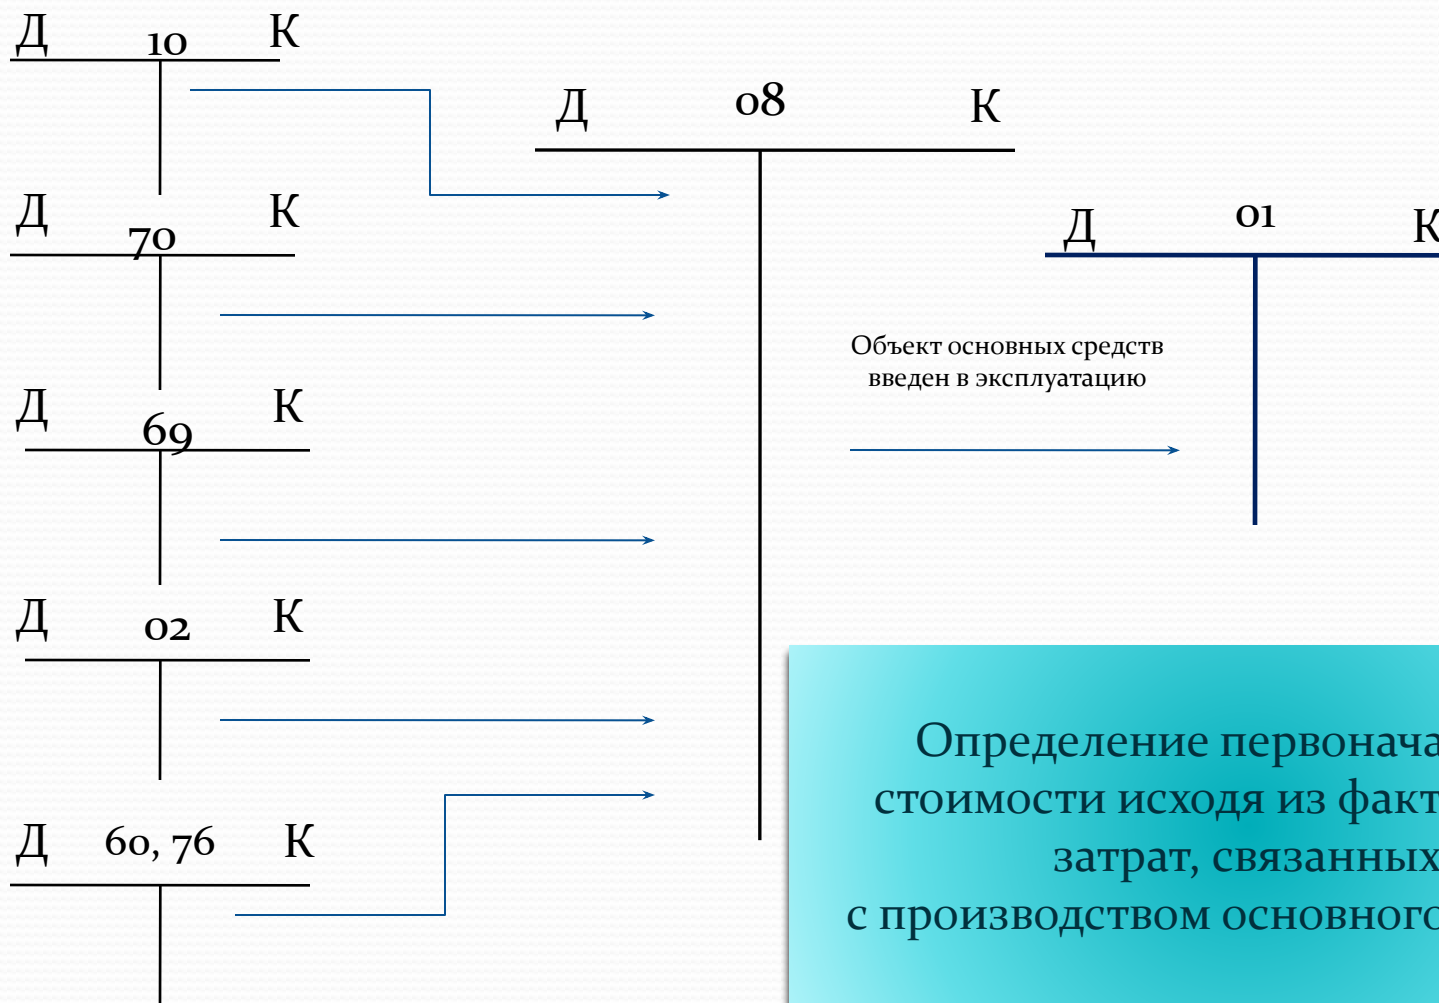 Д 10 К
Д 70 К
Д 69 К
Д 02 К
Д 60, 76 К
Д 08 К
Д 01 К
Объект основных средств
введен в эксплуатацию
Определение первонача
стоимости исходя из факт
затрат, связанных
с производством основного